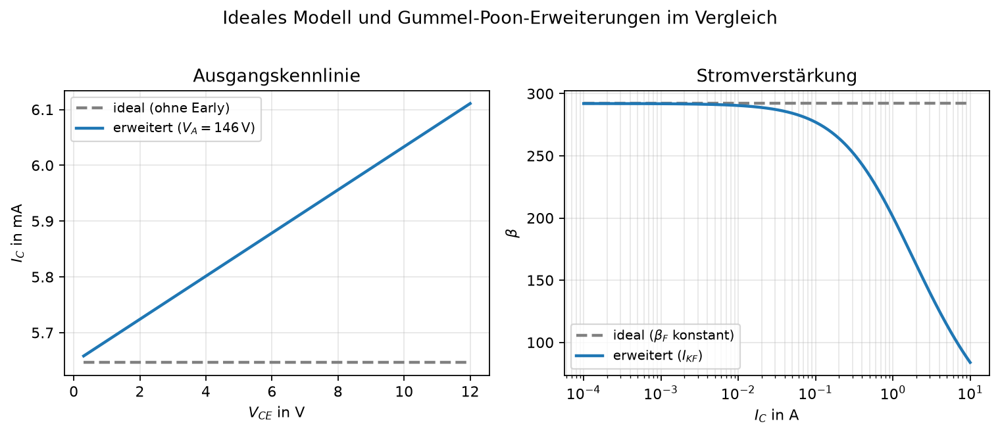 Ideales Modell und Gummel-Poon-Erweiterungen im Vergleich
Ausgangskennlinie
ideal (ohne Early)
erweitert (V_A = 146 V)
6.1
6.0
5.9
5.8
5.7
I_C in mA
0 2 4 6 8 10 12
V_CE in V
Stromverstärkung
300
250
200
150
100
β
ideal (β_F konstant)
erweitert (I_KF)
10^-4 10^-3 10^-2 10^-1 10^0 10^1
I_C in A